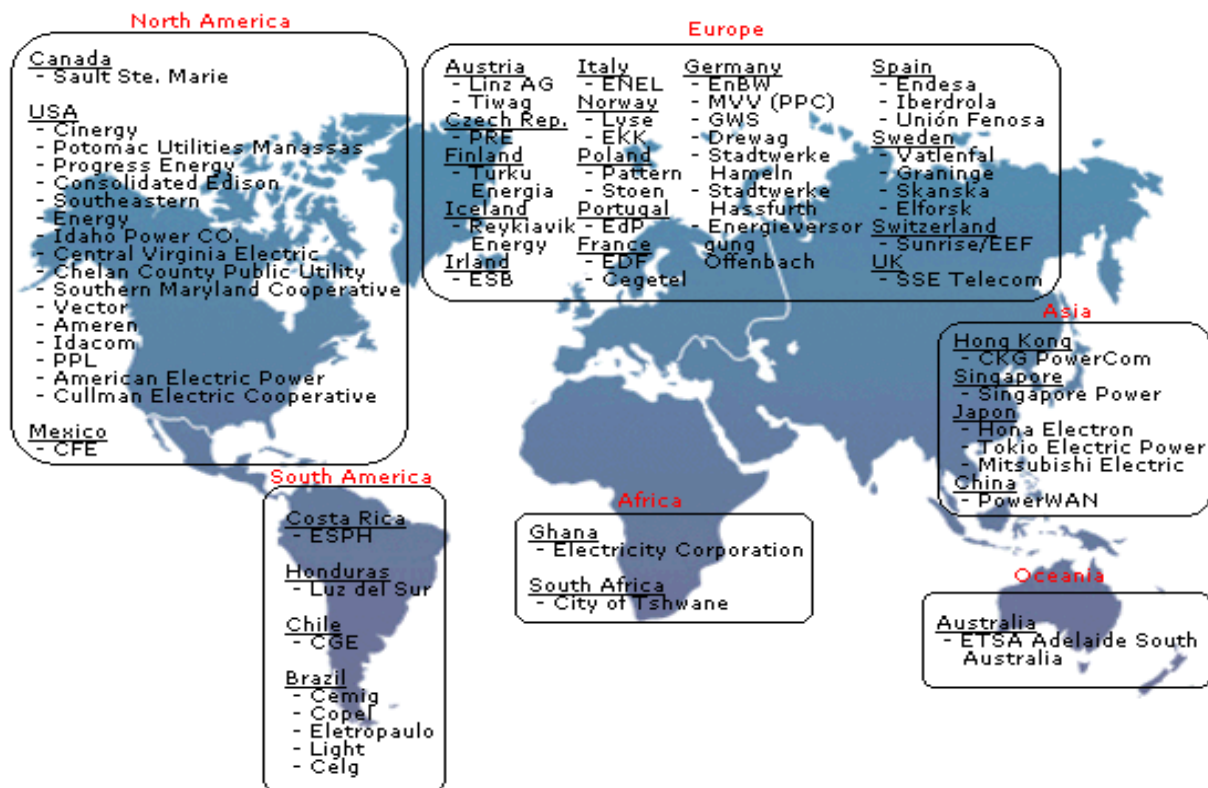 North America
Canada
- Sault Ste. Marie
USA
- Cinergy
- Potomac Utilities Manassas
- Progress Energy
- Consolidated Edison
- Southeastern
- Energy
- Idaho Power CO.
- Central Virginia Electric
- Chelan County Public Utility
- Southern Maryland Cooperative
- Vector
- Ameren
- Idacom
- PPL
- American Electric Power
- Cullman Electric Cooperative
Mexico
- CFE
Europe
Austria
- Linz AG
- Tiwag
Czech Rep.
- PRE
Finland
- Turku
Energia
Iceland
- Reykiavik
Energy
Irland
- ESB
Italy
- ENEL
Norway
- Lyse
- EKK
Poland
- Pattern
- Stoen
Portugal
- EdP
France
- EDF
- Cegetel
Germany
- EnBW
- MVV (PPC)
- GWS
- Drewag
- Stadtwerke
Hameln
- Stadtwerke
Hassfurth
- Energieversor
gung
Offenbach
Spain
- Endesa
- Iberdrola
- Unión Fenosa
Sweden
- Vatlenfal
- Graninge
- Skanska
- Elforsk
Switzerland
- Sunrise/EEF
UK
- SSE Telecom
Asia
Hong Kong
- CKG PowerCom
Singapore
- Singapore Power
Japon
- Hona Electron
- Tokio Electric Power
- Mitsubishi Electric
China
- PowerWAN
South America
Costa Rica
- ESPH
Honduras
- Luz del Sur
Chile
- CGE
Brazil
- Cemig
- Copel
- Eletropaulo
- Light
- Celg
Africa
Ghana
- Electricity Corporation
South Africa
- City of Tshwane
Oceania
Australia
- ETSA Adelaide South
Australia